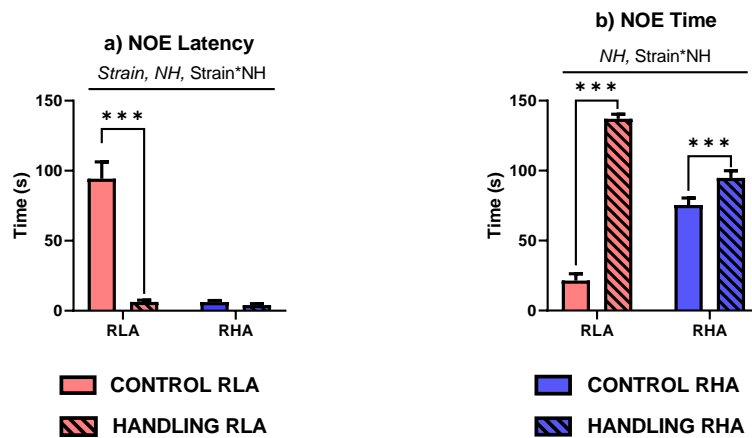 a) NOE Latency
Strain, NH, Strain*NH
***
150
100
50
0
Time (s)
RLA
RHA
b) NOE Time
NH, Strain*NH
***
***
150
100
50
0
Time (s)
RLA
RHA
CONTROL RLA
HANDLING RLA
CONTROL RHA
HANDLING RHA